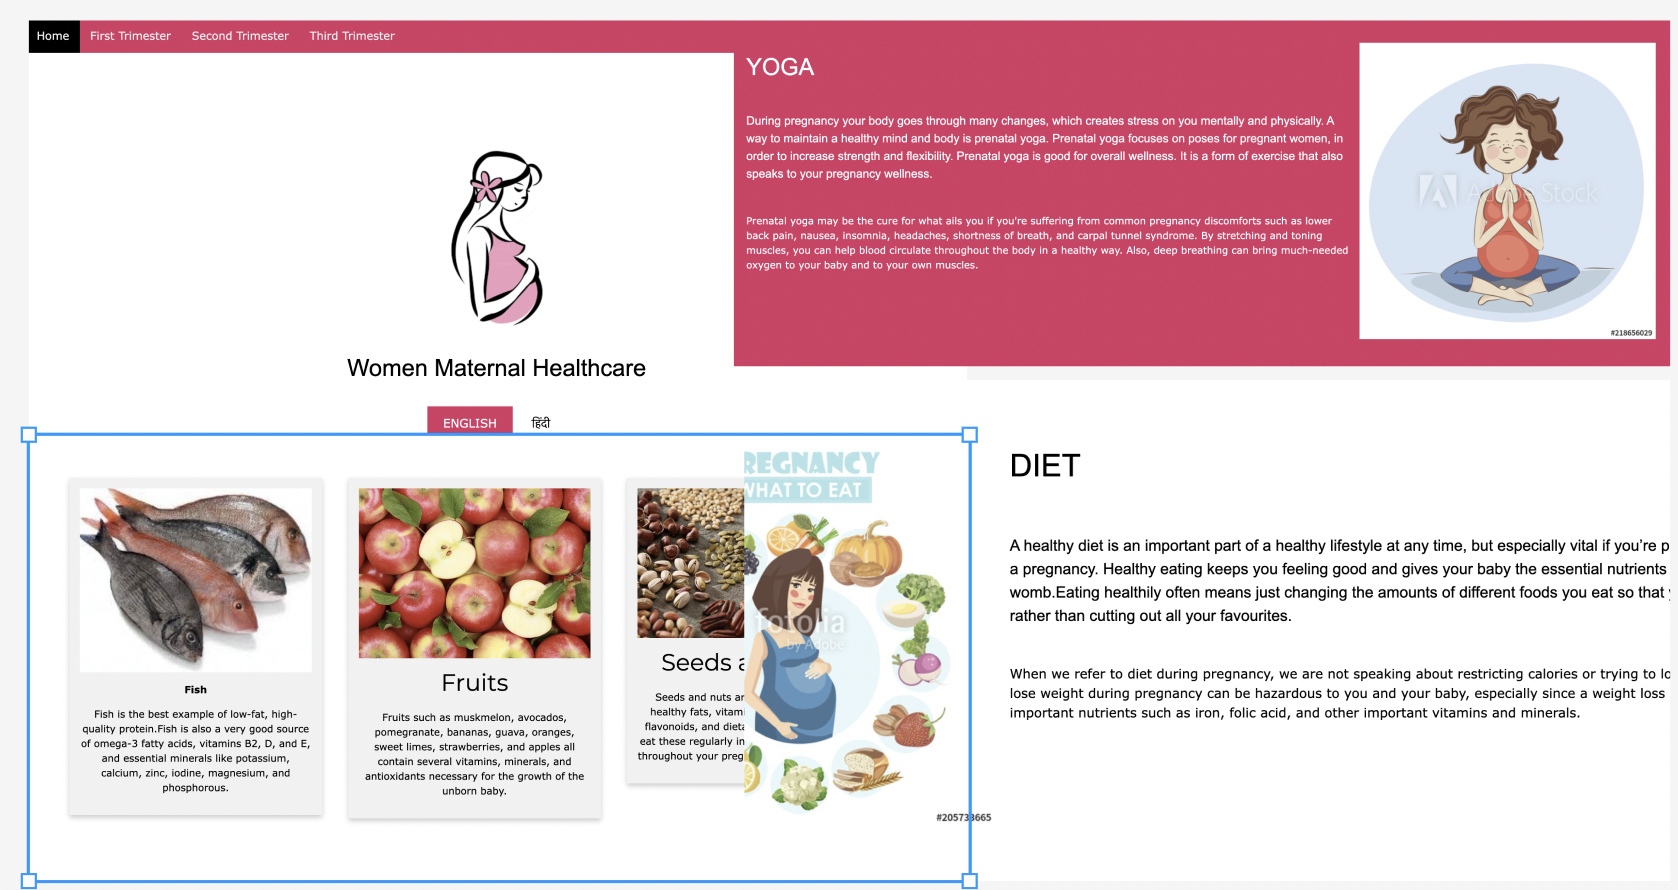 Home First Trimester Second Trimester Third Trimester
Women Maternal Healthcare
ENGLISH हिंदी
YOGA
During pregnancy your body goes through many changes, which creates stress on you mentally and physically. A
way to maintain a healthy mind and body is prenatal yoga. Prenatal yoga focuses on poses for pregnant women, in
order to increase strength and flexibility. Prenatal yoga is good for overall wellness. It is a form of exercise that also
speaks to your pregnancy wellness.
Prenatal yoga may be the cure for what ails you if you're suffering from common pregnancy discomforts such as lower
back pain, nausea, insomnia, headaches, shortness of breath, and carpal tunnel syndrome. By stretching and toning
muscles, you can help blood circulate throughout the body in a healthy way. Also, deep breathing can bring much-needed
oxygen to your baby and to your own muscles.
Adobe Stock
#218656029
Fish
Fish is the best example of low-fat, high-
quality protein.Fish is also a very good source
of omega-3 fatty acids, vitamins B2, D, and E,
and essential minerals like potassium,
calcium, zinc, iodine, magnesium, and
phosphorous.
Fruits
Fruits such as muskmelon, avocados,
pomegranate, bananas, guava, oranges,
sweet limes, strawberries, and apples all
contain several vitamins, minerals, and
antioxidants necessary for the growth of the
unborn baby.
Seeds
Seeds and nuts
healthy fats,
flavonoids, and
eat these regularly in
throughout your
REGNANCY
WHAT TO EAT
fotolia
by Adobe
#205733665
DIET
A healthy diet is an important part of a healthy lifestyle at any time, but especially vital if you're
a pregnancy. Healthy eating keeps you feeling good and gives your baby the essential nutrients
womb.Eating healthily often means just changing the amounts of different foods you eat so that
rather than cutting out all your favourites.
When we refer to diet during pregnancy, we are not speaking about restricting calories or trying to
lose weight during pregnancy can be hazardous to you and your baby, especially since a weight loss
important nutrients such as iron, folic acid, and other important vitamins and minerals.